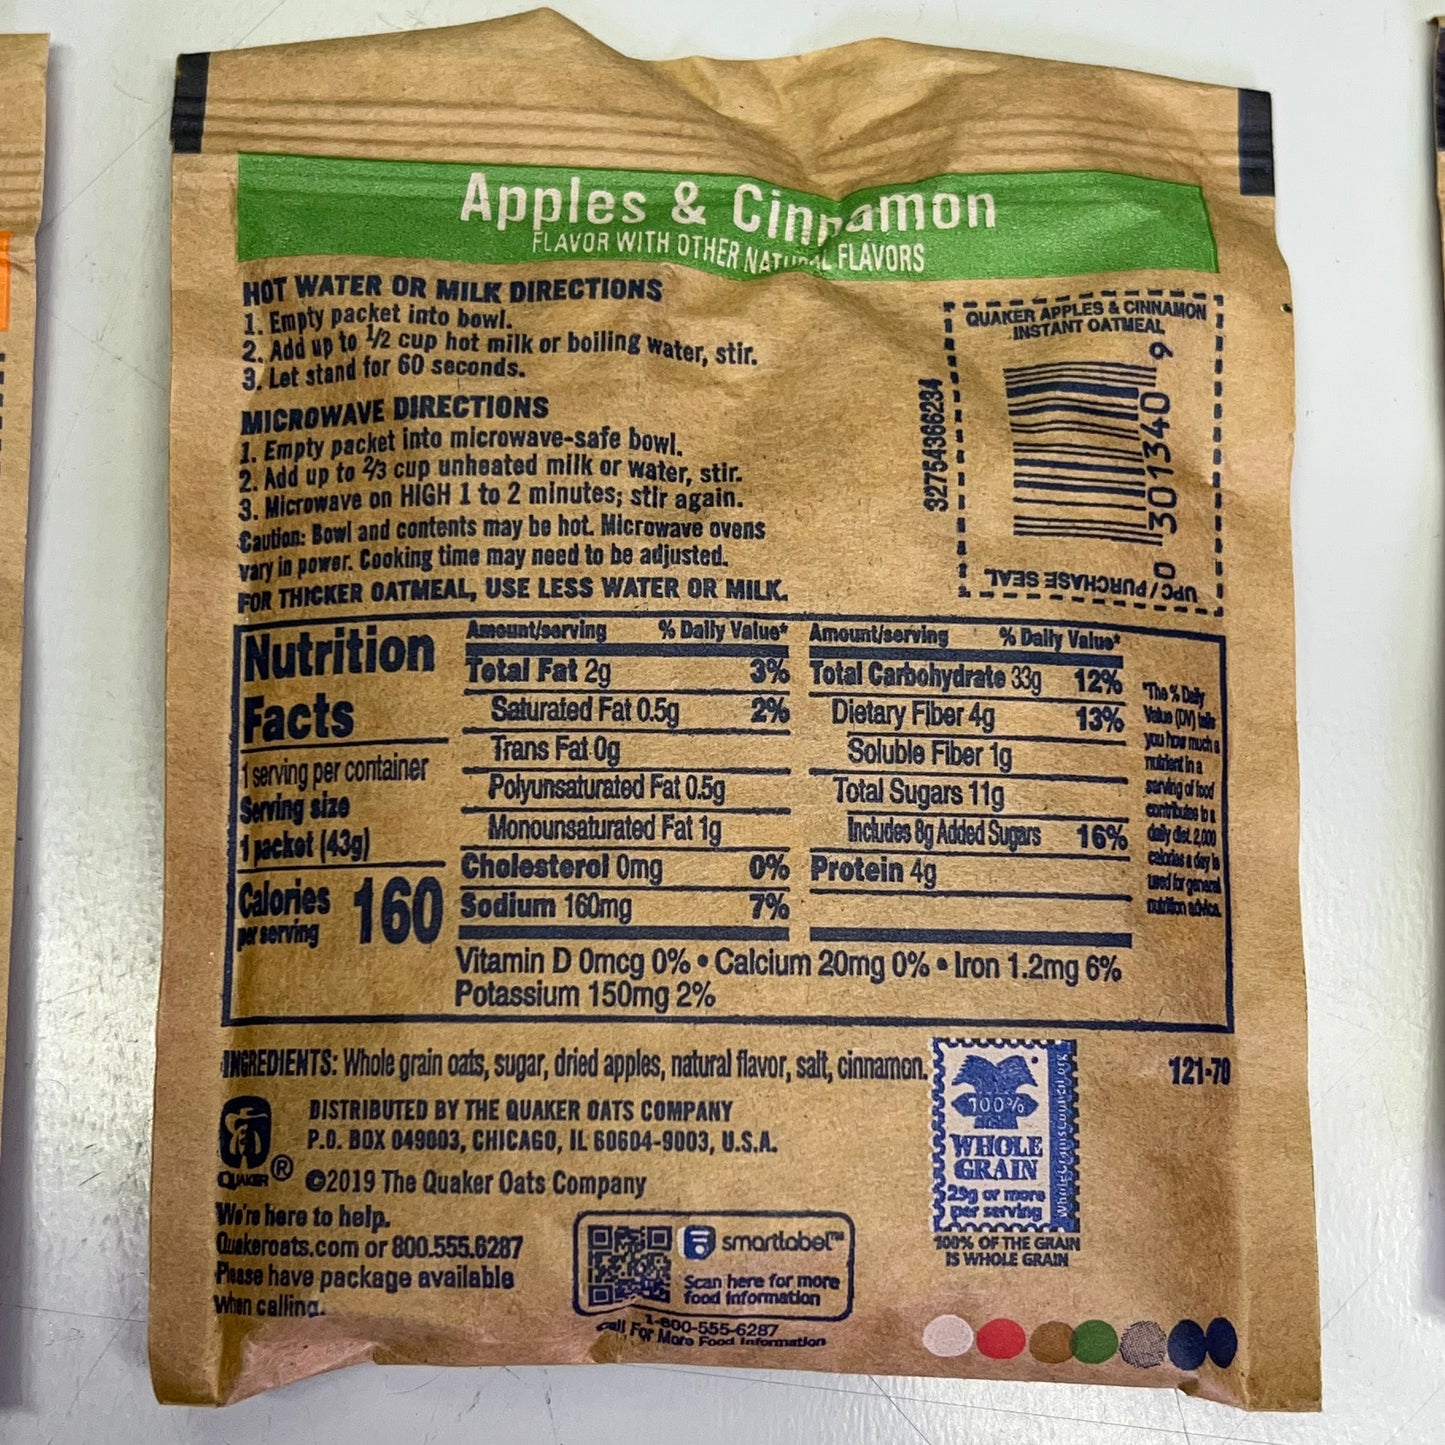 Apples & Cinnamon
FLAVOR WITH OTHER NATURAL FLAVORS
HOT WATER OR MILK DIRECTIONS
1. Empty packet into bowl.
2. Add up to 1/2 cup hot milk or boiling water, stir.
3. Let stand for 60 seconds.
MICROWAVE DIRECTIONS
1. Empty packet into microwave-safe bowl.
2. Add up to 2/3 cup unheated milk or water, stir.
3. Microwave on HIGH 1 to 2 minutes; stir again.
Caution: Bowl and contents may be hot. Microwave ovens
vary in power. Cooking time may need to be adjusted.
FOR THICKER OATMEAL, USE LESS WATER OR MILK.
QUAKER APPLES & CINNAMON
INSTANT OATMEAL
32754366234
0 301340 9
UPC / PURCHASE SEAL
Nutrition
Facts
1 serving per container
Serving size
1 packet (43g)
Calories 160
per serving
Amount/serving % Daily Value*
Total Fat 2g 3%
Saturated Fat 0.5g 2%
Trans Fat 0g
Polyunsaturated Fat 0.5g
Monounsaturated Fat 1g
Cholesterol 0mg 0%
Sodium 160mg 7%
Amount/serving % Daily Value*
Total Carbohydrate 33g 12%
Dietary Fiber 4g 13%
Soluble Fiber 1g
Total Sugars 11g
Includes 8g Added Sugars 16%
Protein 4g
*The % Daily
Value (DV) tells
you how much a
nutrient in a
serving of food
contributes to a
daily diet. 2,000
calories a day is
used for general
nutrition advice.
Vitamin D 0mcg 0% • Calcium 20mg 0% • Iron 1.2mg 6%
Potassium 150mg 2%
INGREDIENTS: Whole grain oats, sugar, dried apples, natural flavor, salt, cinnamon.
121-70
DISTRIBUTED BY THE QUAKER OATS COMPANY
P.O. BOX 049003, CHICAGO, IL 60604-9003, U.S.A.
QUAKER®
©2019 The Quaker Oats Company
We're here to help.
Quakeroats.com or 800.555.6287
Please have package available
when calling.
smartlabel™
Scan here for more
food information
1-800-555-6287
Call For More Food Information
100%
WHOLE
GRAIN
29g or more
per serving
WholeGrainsCouncil.org
100% OF THE GRAIN
IS WHOLE GRAIN